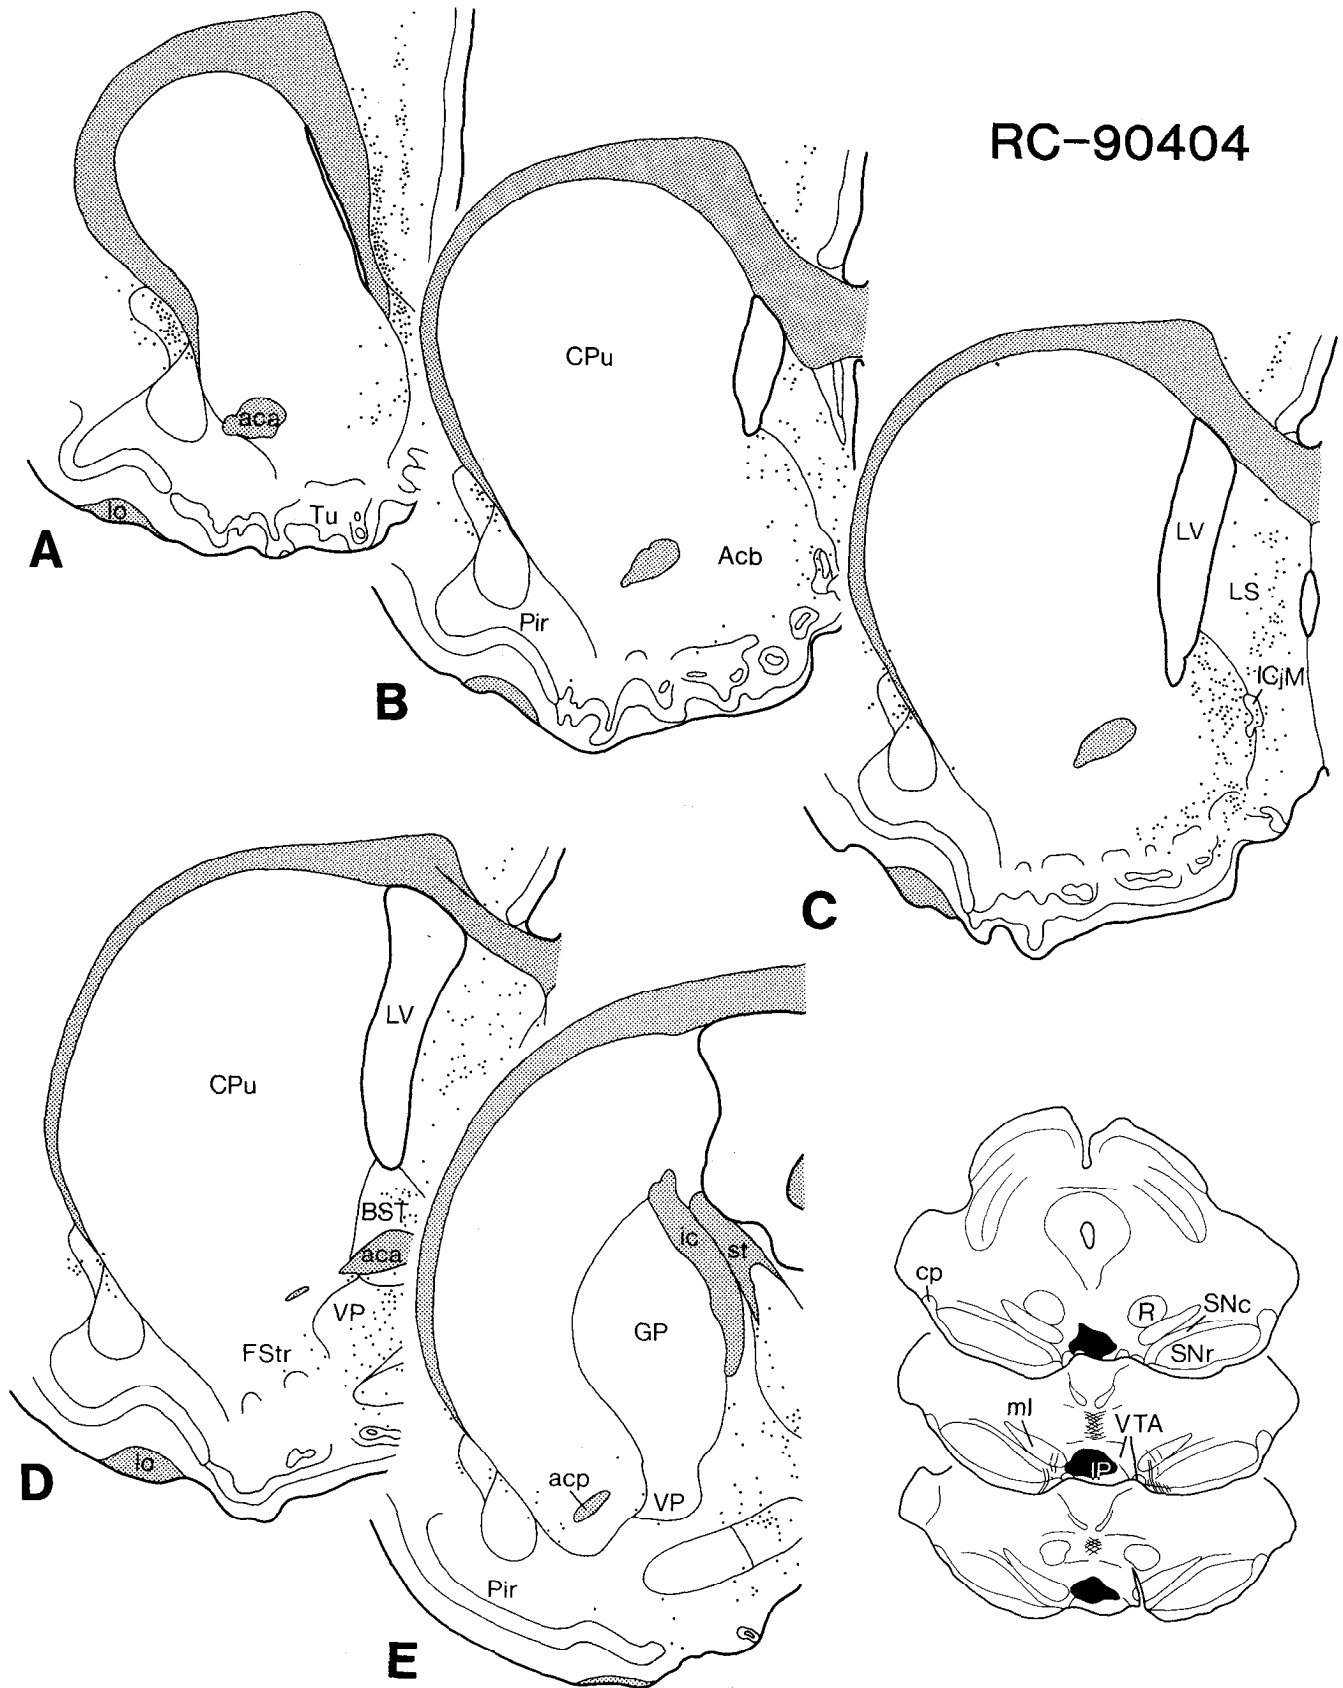 RC-90404
aca
lo
Tu
A
CPu
Acb
Pir
B
LV
LS
ICjM
C
LV
CPu
BST
aca
VP
FStr
lo
D
ic
st
GP
acp
VP
Pir
E
cp
R
SNc
SNr
ml
VTA
IP